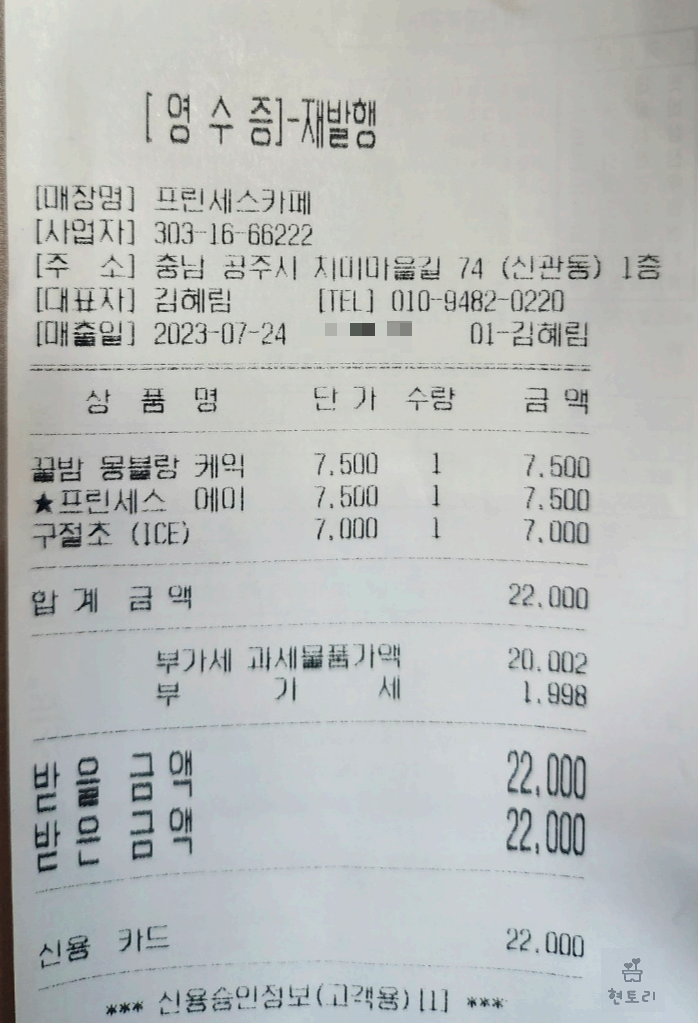 [영수증]-재발행
[매장명] 프린세스카페
[사업자] 303-16-66222
[주 소] 충남 공주시 치미마을길 74 (신관동) 1층
[대표자] 김혜림 [TEL] 010-9482-0220
[매출일] 2023-07-24 01-김혜림
상 품 명 단 가 수량 금 액
꿀밤 몽블랑 케익 7,500 1 7,500
★프린세스 에이 7,500 1 7,500
구절초 (ICE) 7,000 1 7,000
합 계 금 액 22,000
부가세 과세물품가액 20,002
부 가 세 1,998
받 을 금 액 22,000
받 은 금 액 22,000
신용 카드 22,000
*** 신용승인정보(고객용)[1] ***
현토리